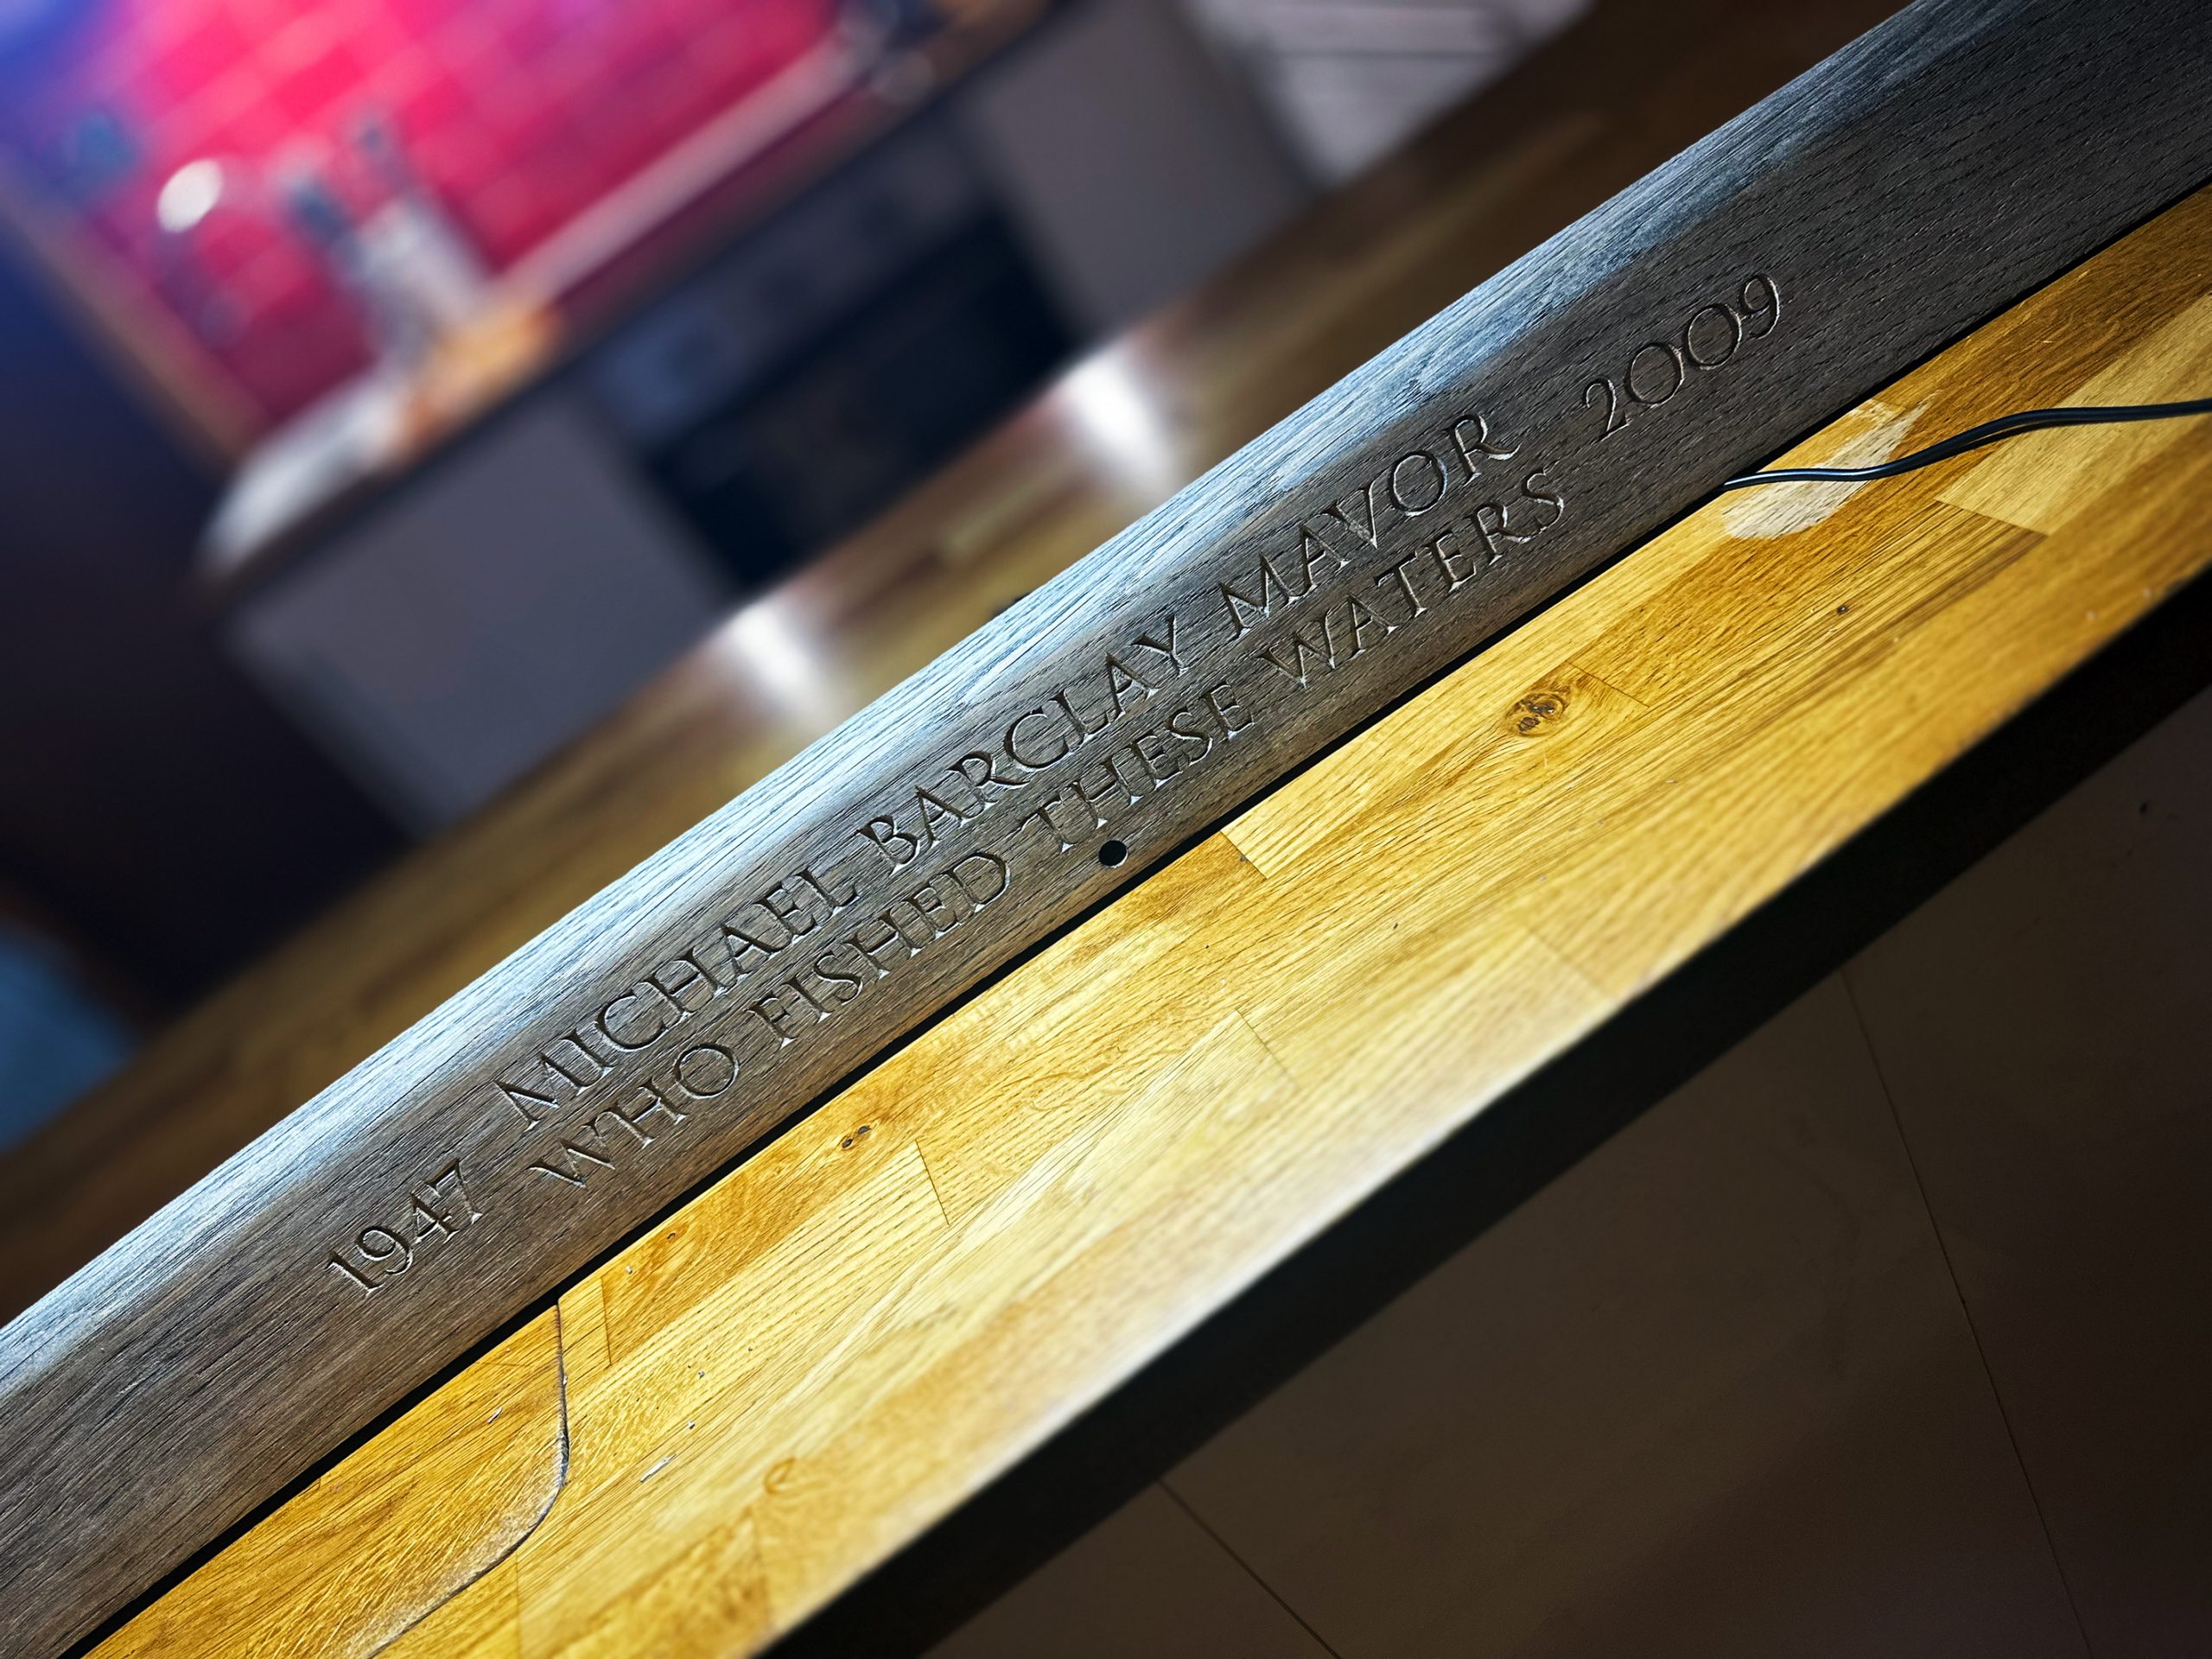 1947 MICHAEL BARCLAY MAVOR 2009
WHO FISHED THESE WATERS